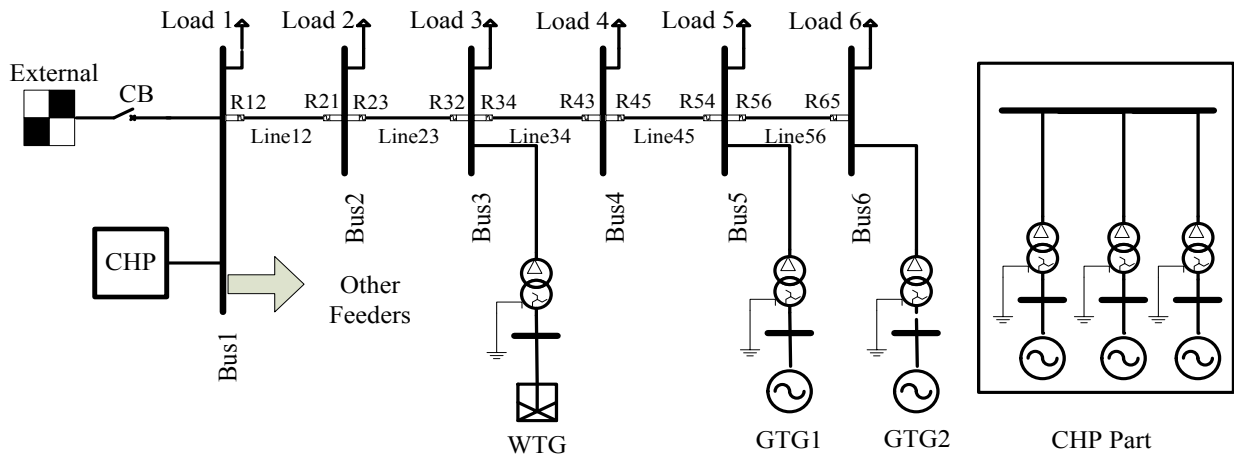 Load 1
Load 2
Load 3
Load 4
Load 5
Load 6
External
CB
R12
R21
R23
R32
R34
R43
R45
R54
R56
R65
Line12
Line23
Line34
Line45
Line56
Bus1
Bus2
Bus3
Bus4
Bus5
Bus6
CHP
Other
Feeders
WTG
GTG1
GTG2
CHP Part